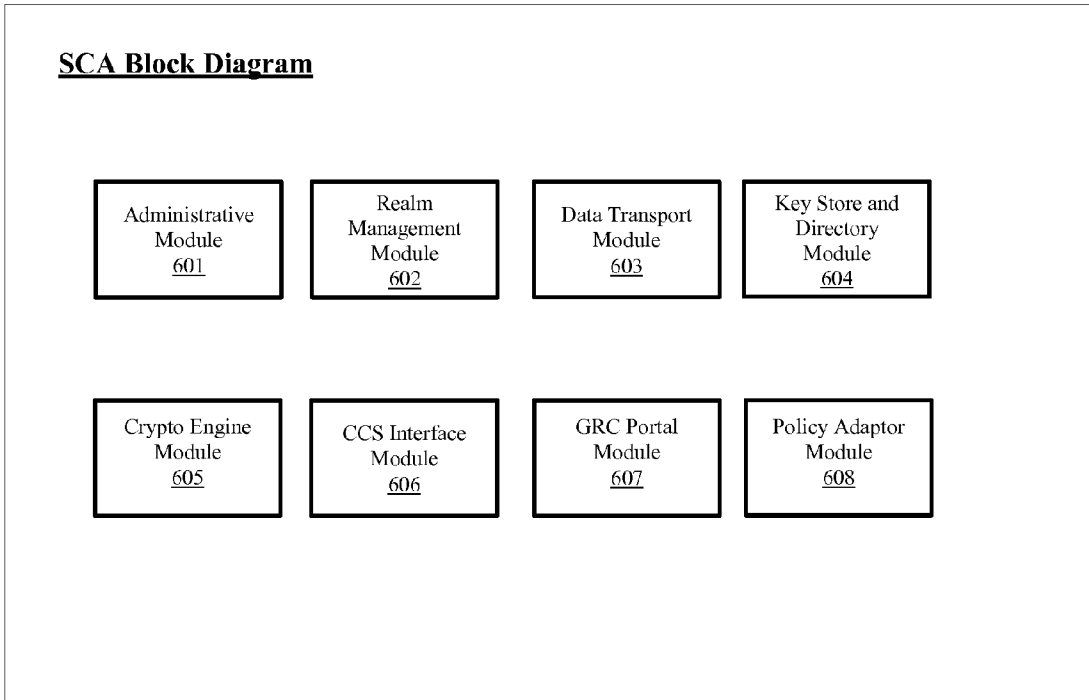 SCA Block Diagram
Administrative
Module
601
Realm
Management
Module
602
Data Transport
Module
603
Key Store and
Directory
Module
604
Crypto Engine
Module
605
CCS Interface
Module
606
GRC Portal
Module
607
Policy Adaptor
Module
608